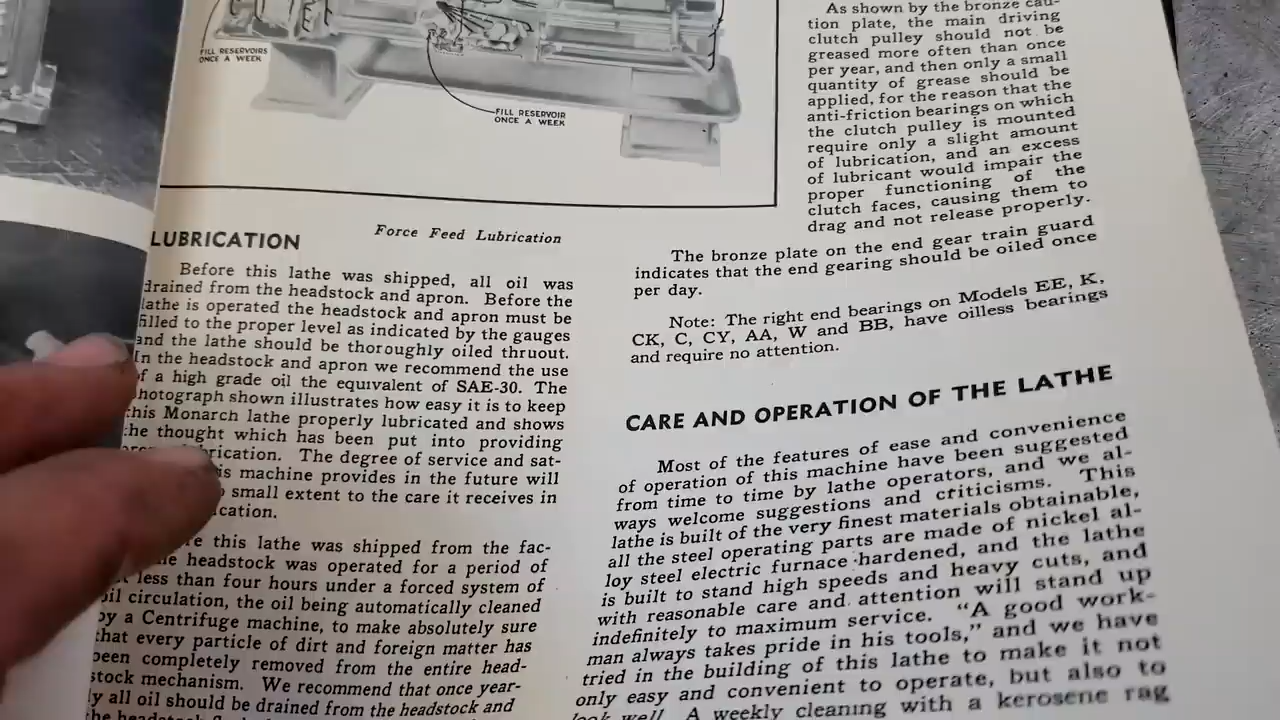 FILL RESERVOIRS
ONCE A WEEK
FILL RESERVOIR
ONCE A WEEK
Force Feed Lubrication
LUBRICATION
Before this lathe was shipped, all oil was
drained from the headstock and apron. Before the
lathe is operated the headstock and apron must be
filled to the proper level as indicated by the gauges
and the lathe should be thoroughly oiled thruout.
In the headstock and apron we recommend the use
of a high grade oil the equivalent of SAE-30. The
photograph shown illustrates how easy it is to keep
this Monarch lathe properly lubricated and shows
the thought which has been put into providing
The degree of service and sat-
machine provides in the future will
small extent to the care it receives in
this lathe was shipped from the fac-
headstock was operated for a period of
less than four hours under a forced system of
oil circulation, the oil being automatically cleaned
by a Centrifuge machine, to make absolutely sure
that every particle of dirt and foreign matter has
been completely removed from the entire head-
stock mechanism. We recommend that once year-
ly all oil should be drained from the headstock and
As shown by the bronze cau-
tion plate, the main driving
clutch pulley should not be
greased more often than once
per year, and then only a small
quantity of grease should be
applied, for the reason that the
anti-friction bearings on which
the clutch pulley is mounted
require only a slight amount
of lubrication, and an excess
of lubricant would impair the
proper functioning of the
clutch faces, causing them to
drag and not release properly.
The bronze plate on the end gear train guard
indicates that the end gearing should be oiled once
per day.
Note: The right end bearings on Models EE, K,
CK, C, CY, AA, W and BB, have oilless bearings
and require no attention.
CARE AND OPERATION OF THE LATHE
Most of the features of ease and convenience
of operation of this machine have been suggested
from time to time by lathe operators, and we al-
ways welcome suggestions and criticisms. This
lathe is built of the very finest materials obtainable,
all the steel operating parts are made of nickel al-
loy steel electric furnace hardened, and the lathe
is built to stand high speeds and heavy cuts, and
with reasonable care and attention will stand up
indefinitely to maximum service. "A good work-
man always takes pride in his tools," and we have
tried in the building of this lathe to make it not
only easy and convenient to operate, but also to
look well. A weekly cleaning with a kerosene rag